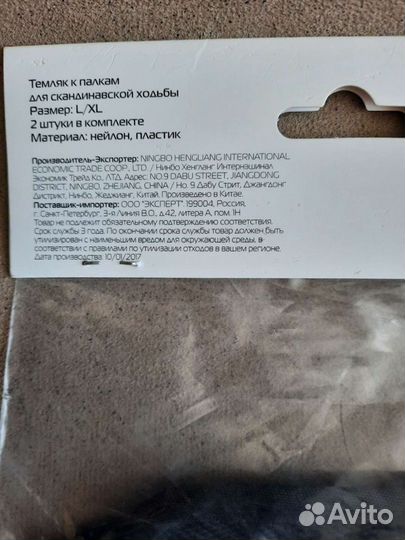 Темляк к палкам
для скандинавской ходьбы
Размер: L/XL
2 штуки в комплекте
Материал: нейлон, пластик
Производитель-Экспортер: NINGBO HENGLIANG INTERNATIONAL
ECONOMIC TRADE COOP., LTD. / Нинбо Хенгланг Интернэшинал
Экономик Трейд Ко., ЛТД. Адрес: NO.9 DABU STREET, JIANGDONG
DISTRICT, NINGBO, ZHEJIANG, CHINA / Но. 9 Дабу Стрит, Джангдонг
Дистрикт, Нинбо, Жеджианг, Китай. Произведено в Китае.
Поставщик-импортер: ООО "ЭКСПЕРТ" 199004, Россия,
г. Санкт-Петербург, 3-я Линия В.О., д.42, литера А, пом. 1Н
Товар не подлежит обязательному подтверждению соответствия.
Срок службы 3 года. По окончании срока службы товар должен быть
утилизирован с наименьшим вредом для окружающей среды, в-
соответствии с правилами по утилизации отходов в вашем регионе.
Дата производства 10/01/2017
Avito